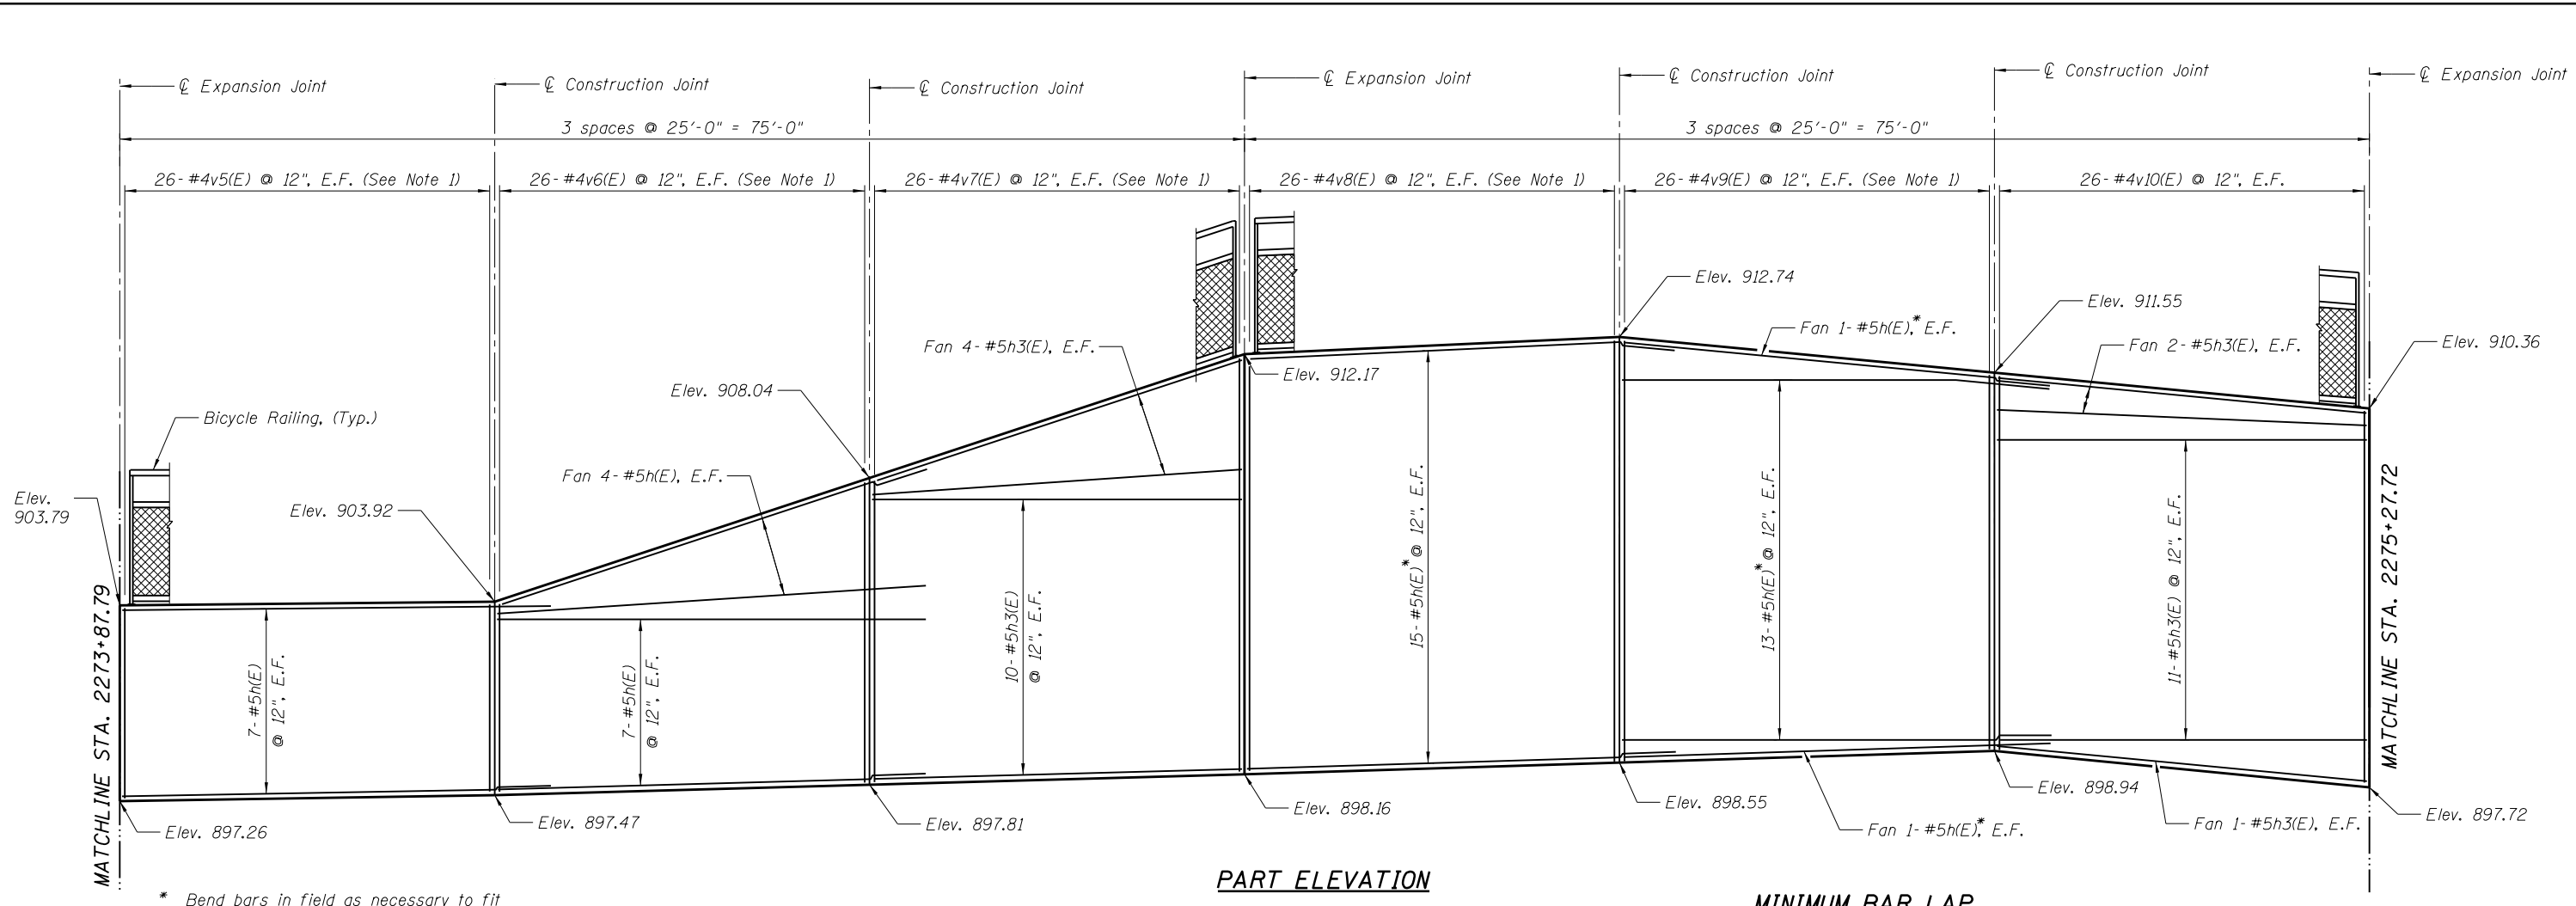 ℄ Expansion Joint
℄ Construction Joint
℄ Construction Joint
℄ Expansion Joint
℄ Construction Joint
℄ Construction Joint
℄ Expansion Joint
3 spaces @ 25'-0" = 75'-0"
3 spaces @ 25'-0" = 75'-0"
26-#4v5(E) @ 12", E.F. (See Note 1)
26-#4v6(E) @ 12", E.F. (See Note 1)
26-#4v7(E) @ 12", E.F. (See Note 1)
26-#4v8(E) @ 12", E.F. (See Note 1)
26-#4v9(E) @ 12", E.F. (See Note 1)
26-#4v10(E) @ 12", E.F.
Elev. 912.74
Elev. 911.55
Fan 1-#5h(E),* E.F.
Elev. 910.36
Fan 4-#5h3(E), E.F.
Fan 2-#5h3(E), E.F.
Elev. 912.17
Elev. 908.04
Bicycle Railing, (Typ.)
Fan 4-#5h(E), E.F.
Elev.
903.79
Elev. 903.92
MATCHLINE STA. 2273+87.79
7-#5h(E)
@ 12", E.F.
7-#5h(E)
@ 12", E.F.
10-#5h3(E)
@ 12", E.F.
15-#5h(E)* @ 12", E.F.
13-#5h(E)* @ 12", E.F.
11-#5h3(E) @ 12", E.F.
MATCHLINE STA. 2275+27.72
Elev. 897.26
Elev. 897.47
Elev. 897.81
Elev. 898.16
Elev. 898.55
Elev. 898.94
Elev. 897.72
Fan 1-#5h(E),* E.F.
Fan 1-#5h3(E), E.F.
PART ELEVATION
* Bend bars in field as necessary to fit
MINIMUM BAR LAP